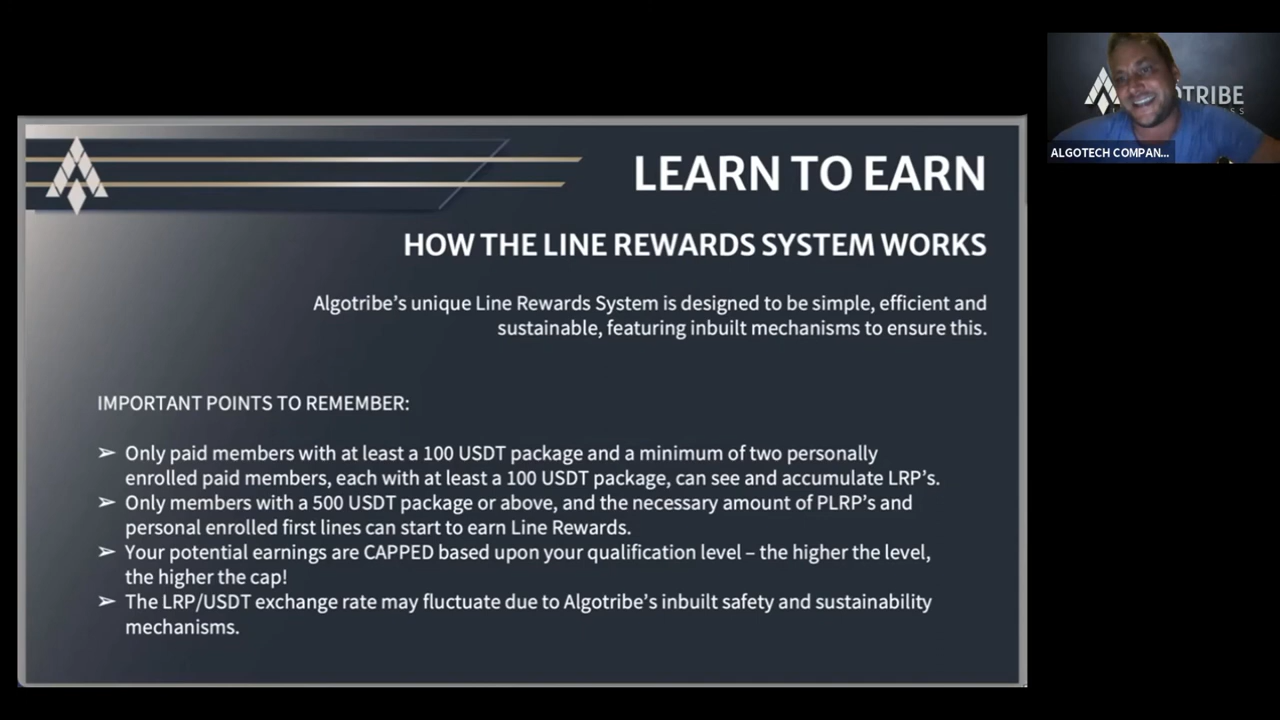 LEARN TO EARN
HOW THE LINE REWARDS SYSTEM WORKS
Algotribe's unique Line Rewards System is designed to be simple, efficient and
sustainable, featuring inbuilt mechanisms to ensure this.
IMPORTANT POINTS TO REMEMBER:
➢ Only paid members with at least a 100 USDT package and a minimum of two personally
enrolled paid members, each with at least a 100 USDT package, can see and accumulate LRP's.
➢ Only members with a 500 USDT package or above, and the necessary amount of PLRP's and
personal enrolled first lines can start to earn Line Rewards.
➢ Your potential earnings are CAPPED based upon your qualification level – the higher the level,
the higher the cap!
➢ The LRP/USDT exchange rate may fluctuate due to Algotribe's inbuilt safety and sustainability
mechanisms.
OTRIBE
ALGOTECH COMPAN...